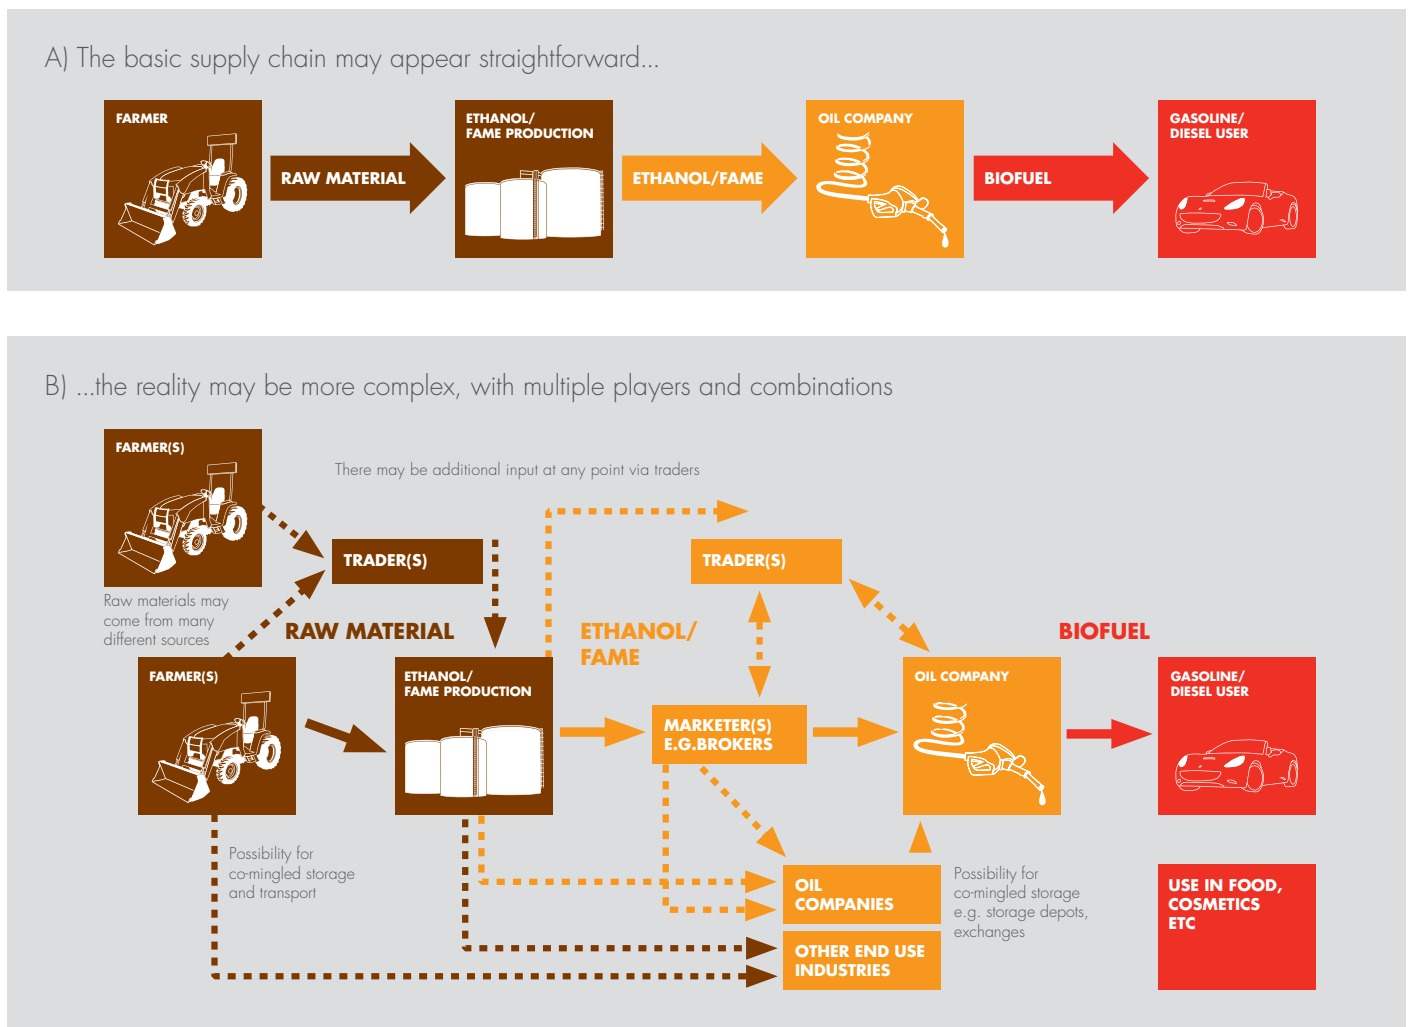 A) The basic supply chain may appear straightforward...
FARMER
RAW MATERIAL
ETHANOL/
FAME PRODUCTION
ETHANOL/FAME
OIL COMPANY
BIOFUEL
GASOLINE/
DIESEL USER
B) ...the reality may be more complex, with multiple players and combinations
FARMER(S)
There may be additional input at any point via traders
TRADER(S)
TRADER(S)
Raw materials may
come from many
different sources
RAW MATERIAL
ETHANOL/
FAME
BIOFUEL
FARMER(S)
ETHANOL/
FAME PRODUCTION
MARKETER(S)
E.G.BROKERS
OIL COMPANY
GASOLINE/
DIESEL USER
Possibility for
co-mingled storage
and transport
OIL
COMPANIES
Possibility for
co-mingled storage
e.g. storage depots,
exchanges
OTHER END USE
INDUSTRIES
USE IN FOOD,
COSMETICS
ETC